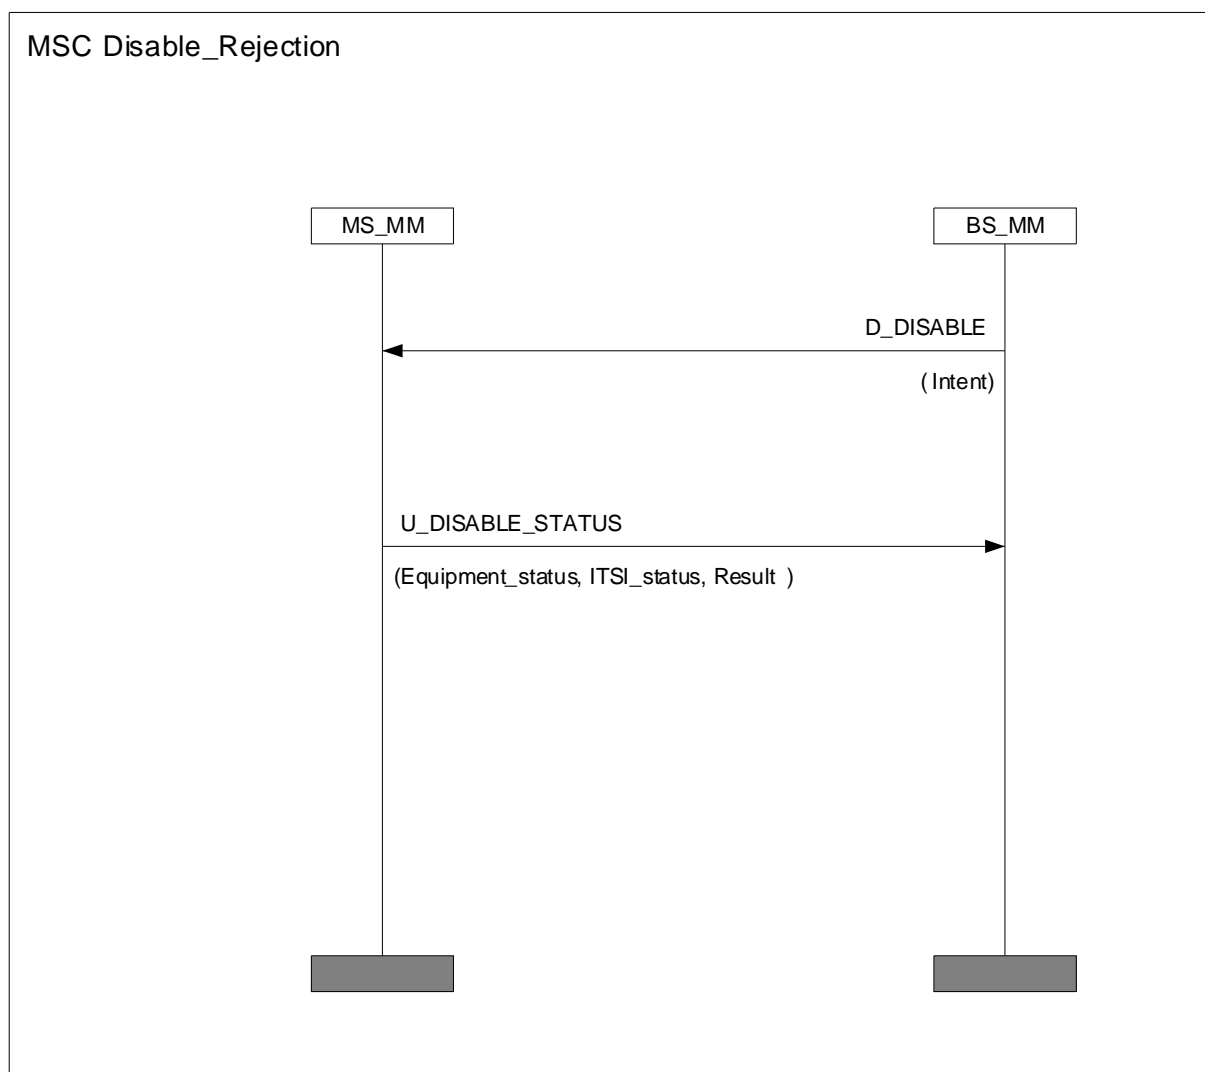 MSC Disable_Rejection
MS_MM
BS_MM
D_DISABLE
( Intent)
U_DISABLE_STATUS
(Equipment_status, ITSI_status, Result )